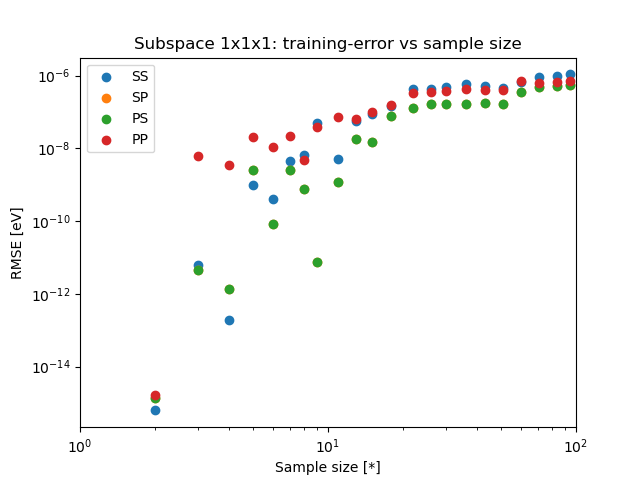 Subspace 1x1x1: training-error vs sample size
SS
SP
PS
PP
RMSE [eV]
10⁻⁶
10⁻⁸
10⁻¹⁰
10⁻¹²
10⁻¹⁴
10⁰
10¹
10²
Sample size [*]